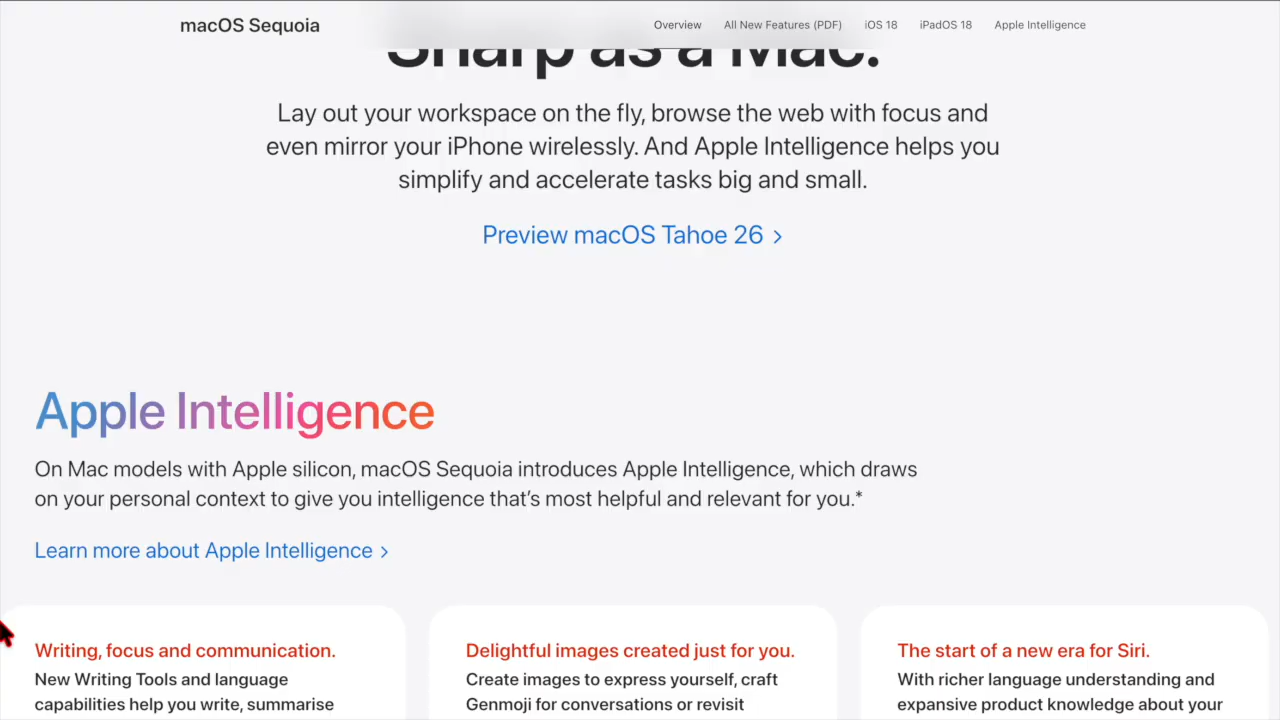 macOS Sequoia
Overview
All New Features (PDF)
iOS 18
iPadOS 18
Apple Intelligence
Sharp as a Mac.
Lay out your workspace on the fly, browse the web with focus and
even mirror your iPhone wirelessly. And Apple Intelligence helps you
simplify and accelerate tasks big and small.
Preview macOS Tahoe 26 >
Apple Intelligence
On Mac models with Apple silicon, macOS Sequoia introduces Apple Intelligence, which draws
on your personal context to give you intelligence that’s most helpful and relevant for you.*
Learn more about Apple Intelligence >
Writing, focus and communication.
New Writing Tools and language
capabilities help you write, summarise
Delightful images created just for you.
Create images to express yourself, craft
Genmoji for conversations or revisit
The start of a new era for Siri.
With richer language understanding and
expansive product knowledge about your